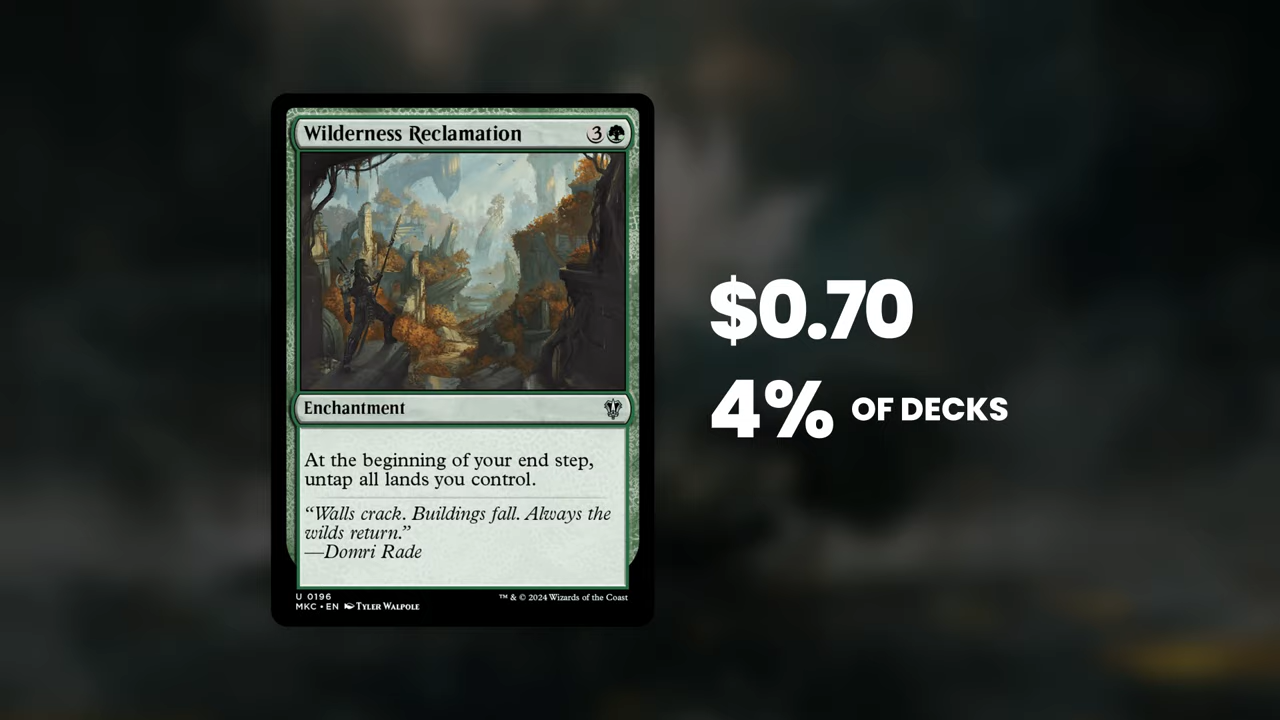 Wilderness Reclamation 3
Enchantment
At the beginning of your end step,
untap all lands you control.
“Walls crack. Buildings fall. Always the
wilds return.”
—Domri Rade
U 0196
MKC • EN Tyler Walpole
™ & © 2024 Wizards of the Coast
$0.70
4% OF DECKS